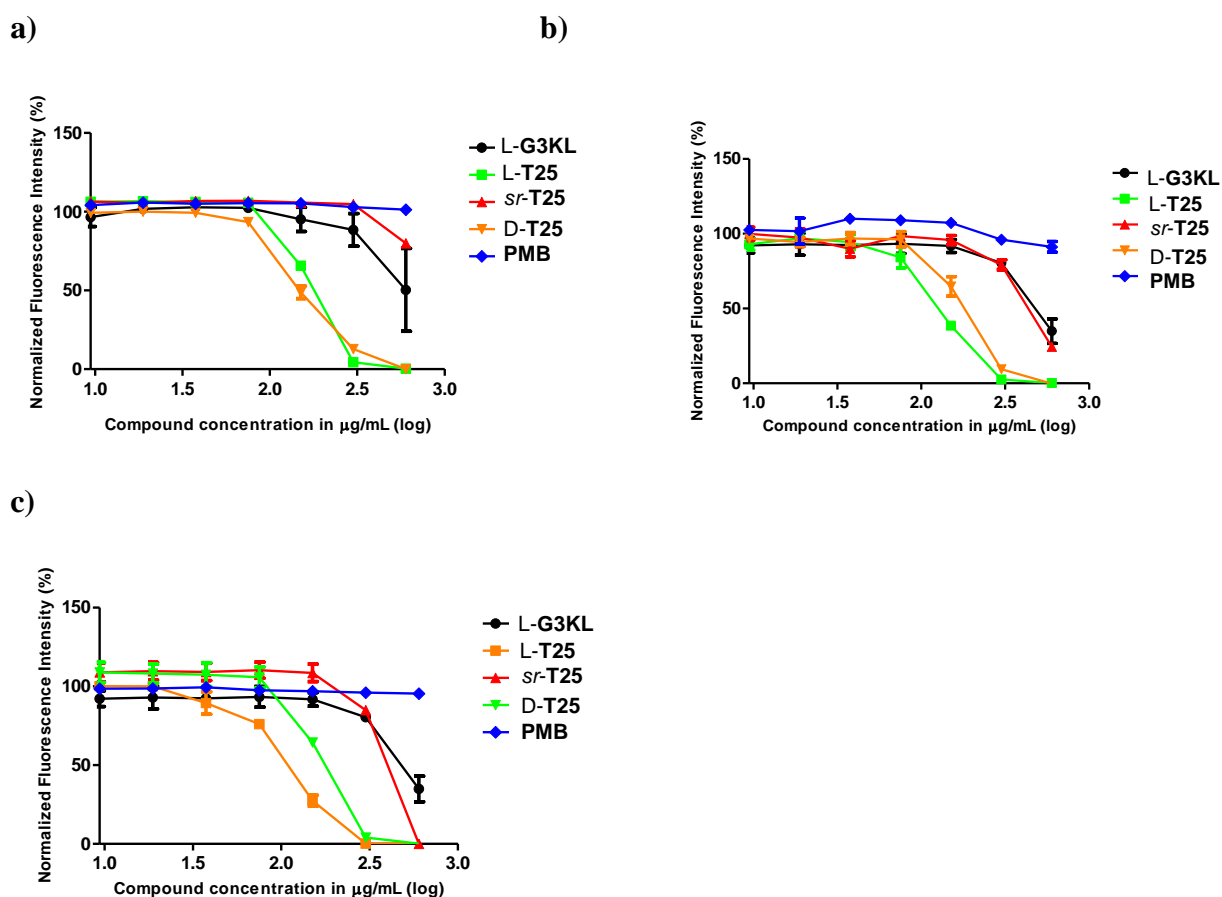 a)
Normalized Fluorescence Intensity (%)
150
100
50
0
1.0 1.5 2.0 2.5 3.0
Compound concentration in μg/mL (log)
L-G3KL
L-T25
sr-T25
D-T25
PMB
b)
Normalized Fluorescence Intensity (%)
150
100
50
0
1.0 1.5 2.0 2.5 3.0
Compound concentration in μg/mL (log)
L-G3KL
L-T25
sr-T25
D-T25
PMB
c)
Normalized Fluorescence Intensity (%)
150
100
50
0
1.0 1.5 2.0 2.5 3.0
Compound concentration in μg/mL (log)
L-G3KL
L-T25
sr-T25
D-T25
PMB